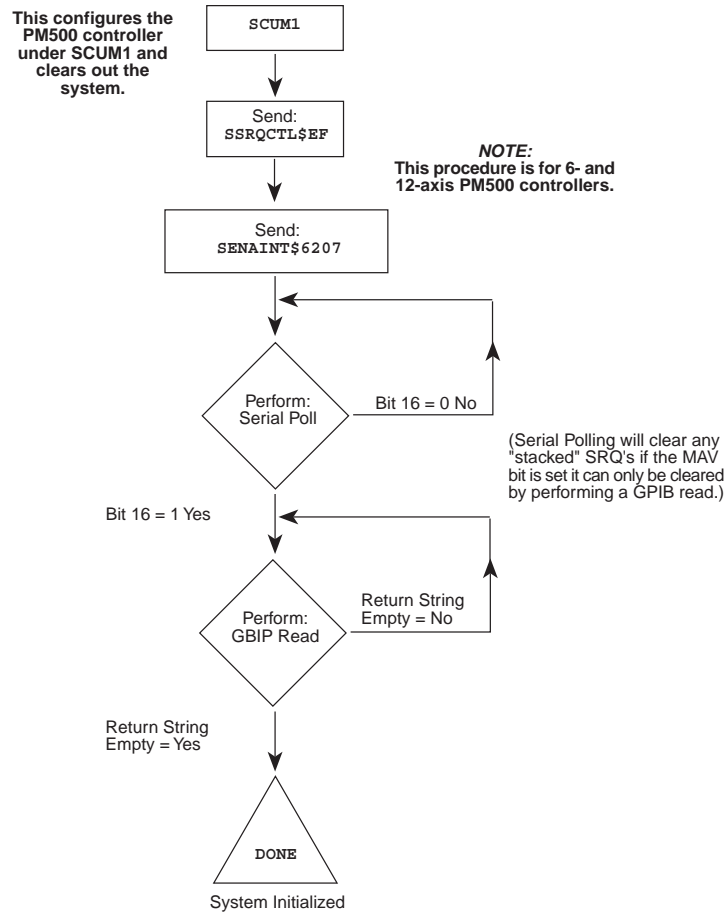 This configures the
PM500 controller
under SCUM1 and
clears out the
system.
SCUM1
Send:
SSRQCTL$EF
NOTE:
This procedure is for 6- and
12-axis PM500 controllers.
Send:
SENAINT$6207
Perform:
Serial Poll
Bit 16 = 0 No
(Serial Polling will clear any
"stacked" SRQ's if the MAV
bit is set it can only be cleared
by performing a GPIB read.)
Bit 16 = 1 Yes
Perform:
GBIP Read
Return String
Empty = No
Return String
Empty = Yes
DONE
System Initialized